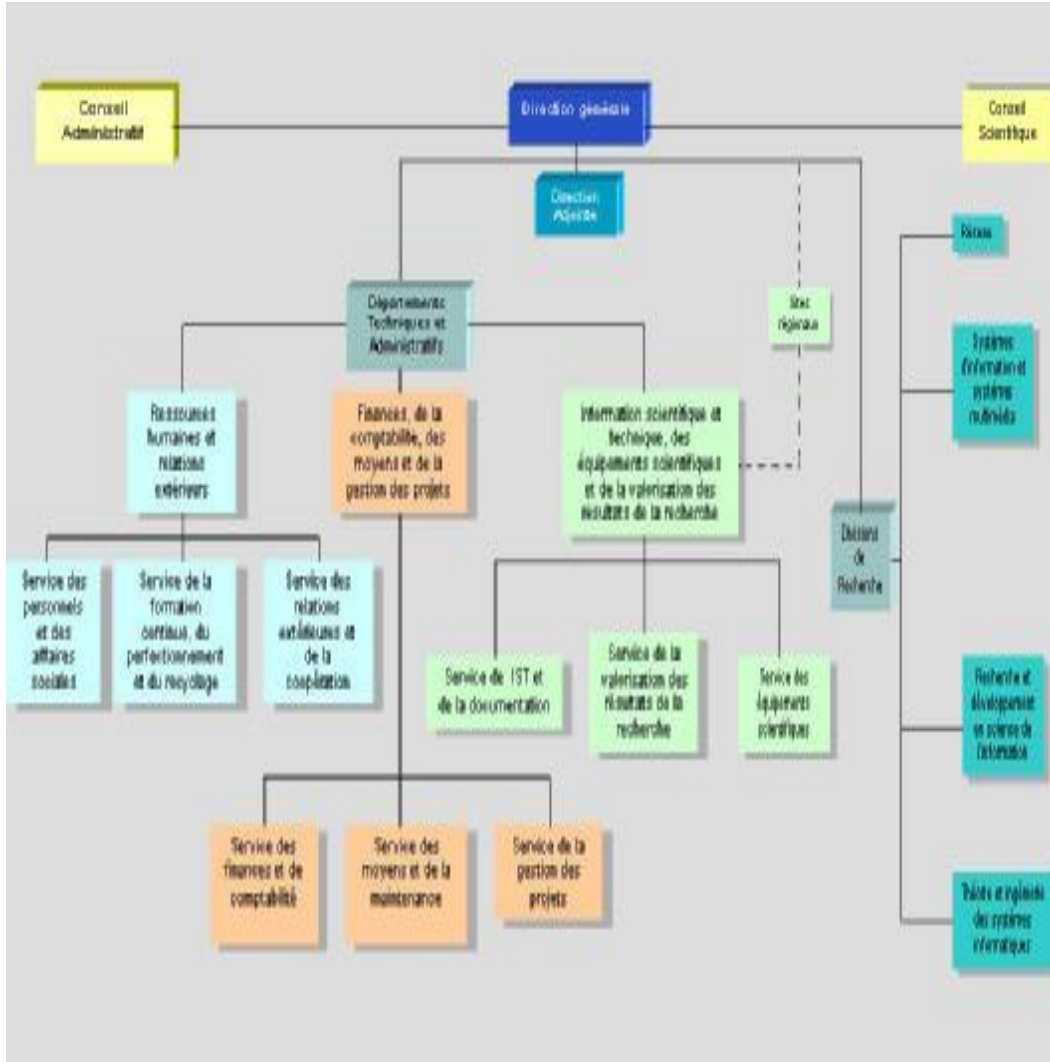 Conseil
Administratif
Direction générale
Conseil
Scientifique
Direction
Adjointe
Sites
régionaux
Départements
Techniques et
Administratifs
Ressources
humaines et
relations
extérieurs
Finances, de la
comptabilité, des
moyens et de la
gestion des projets
Information scientifique et
technique, des
équipements scientifiques
et de la valorisation des
résultats de la recherche
Service des
personnels
et des
affaires
sociales
Service de la
formation
continue, du
perfectionnement
et du recyclage
Service des
relations
extérieures et
de la
coopération
Service de IST et
de la documentation
Service de la
valorisation des
résultats de la
recherche
Service des
équipements
scientifiques
Service des
finances et de
comptabilité
Service des
moyens et de la
maintenance
Service de la
gestion des
projets
Divisions
de
Recherche
Systèmes
d'information et
systèmes
multimédia
Recherche et
développement
en science de
l'information
Théorie et ingénierie
des systèmes
informatiques